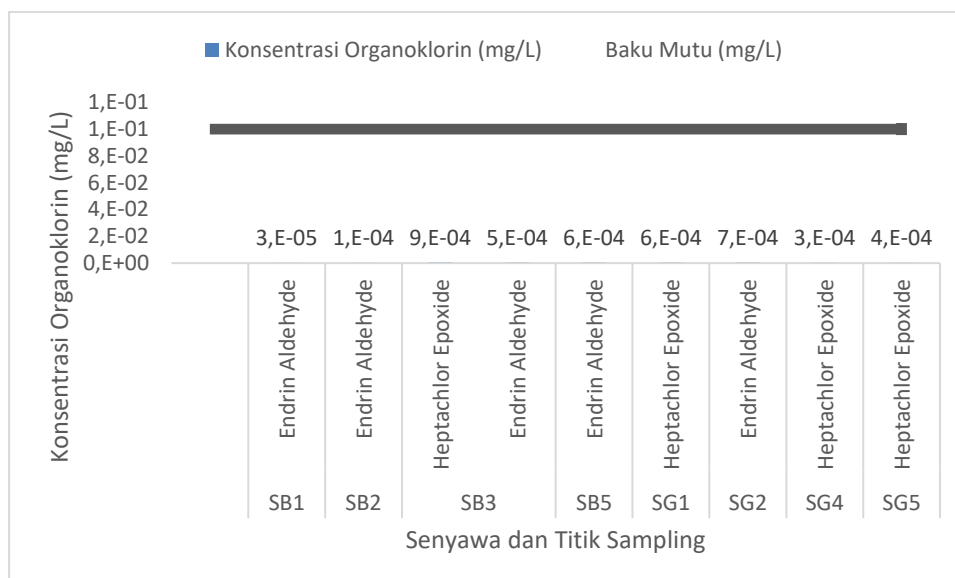 Konsentrasi Organoklorin (mg/L) Baku Mutu (mg/L)
Konsentrasi Organoklorin (mg/L)
1,E-01
1,E-01
8,E-02
6,E-02
4,E-02
2,E-02
0,E+00
3,E-05 1,E-04 9,E-04 5,E-04 6,E-04 6,E-04 7,E-04 3,E-04 4,E-04
Endrin Aldehyde
Endrin Aldehyde
Heptachlor Epoxide
Endrin Aldehyde
Endrin Aldehyde
Heptachlor Epoxide
Endrin Aldehyde
Heptachlor Epoxide
Heptachlor Epoxide
SB1 SB2 SB3 SB5 SG1 SG2 SG4 SG5
Senyawa dan Titik Sampling